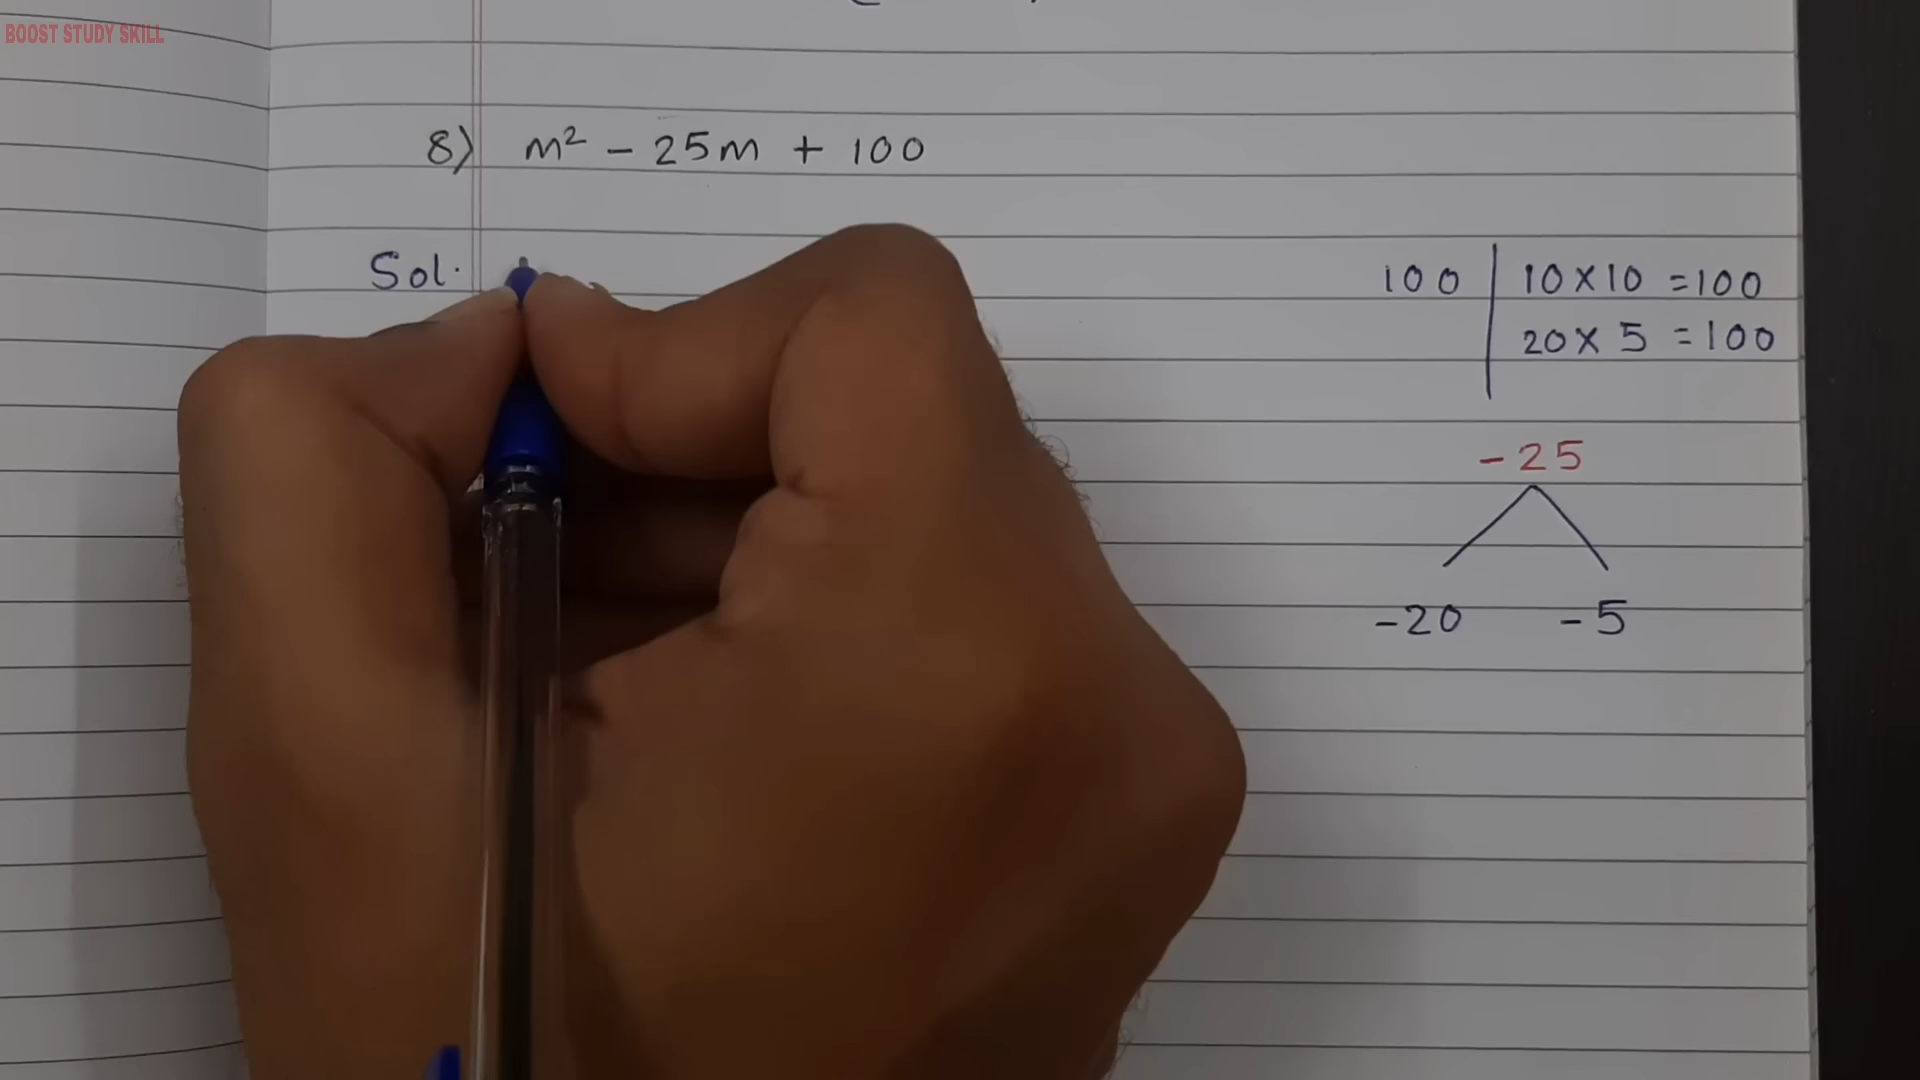 BOOST STUDY SKILL
8) m² - 25m + 100
Sol.
100 | 10 x 10 = 100
20 x 5 = 100
-25
-20 -5